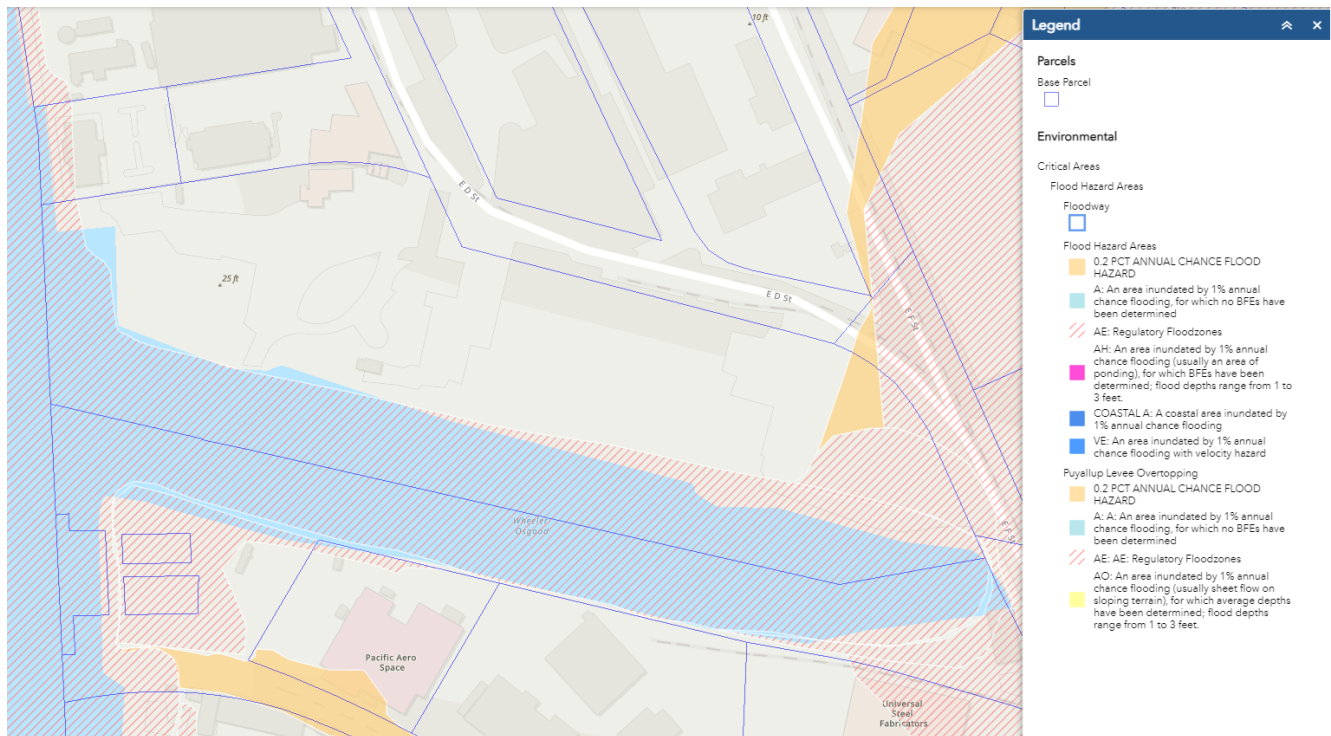 10 ft
E D St
25 ft
E D St
E F St
Wheeler
Osgood
E F St
Pacific Aero
Space
Universal
Steel
Fabricators
Legend
Parcels
Base Parcel
Environmental
Critical Areas
Flood Hazard Areas
Floodway
Flood Hazard Areas
0.2 PCT ANNUAL CHANCE FLOOD
HAZARD
A: An area inundated by 1% annual
chance flooding, for which no BFEs have
been determined
AE: Regulatory Floodzones
AH: An area inundated by 1% annual
chance flooding (usually an area of
ponding), for which BFEs have been
determined; flood depths range from 1 to
3 feet.
COASTAL A: A coastal area inundated by
1% annual chance flooding
VE: An area inundated by 1% annual
chance flooding with velocity hazard
Puyallup Levee Overtopping
0.2 PCT ANNUAL CHANCE FLOOD
HAZARD
A: A: An area inundated by 1% annual
chance flooding, for which no BFEs have
been determined
AE: AE: Regulatory Floodzones
AO: An area inundated by 1% annual
chance flooding (usually sheet flow on
sloping terrain), for which average depths
have been determined; flood depths
range from 1 to 3 feet.